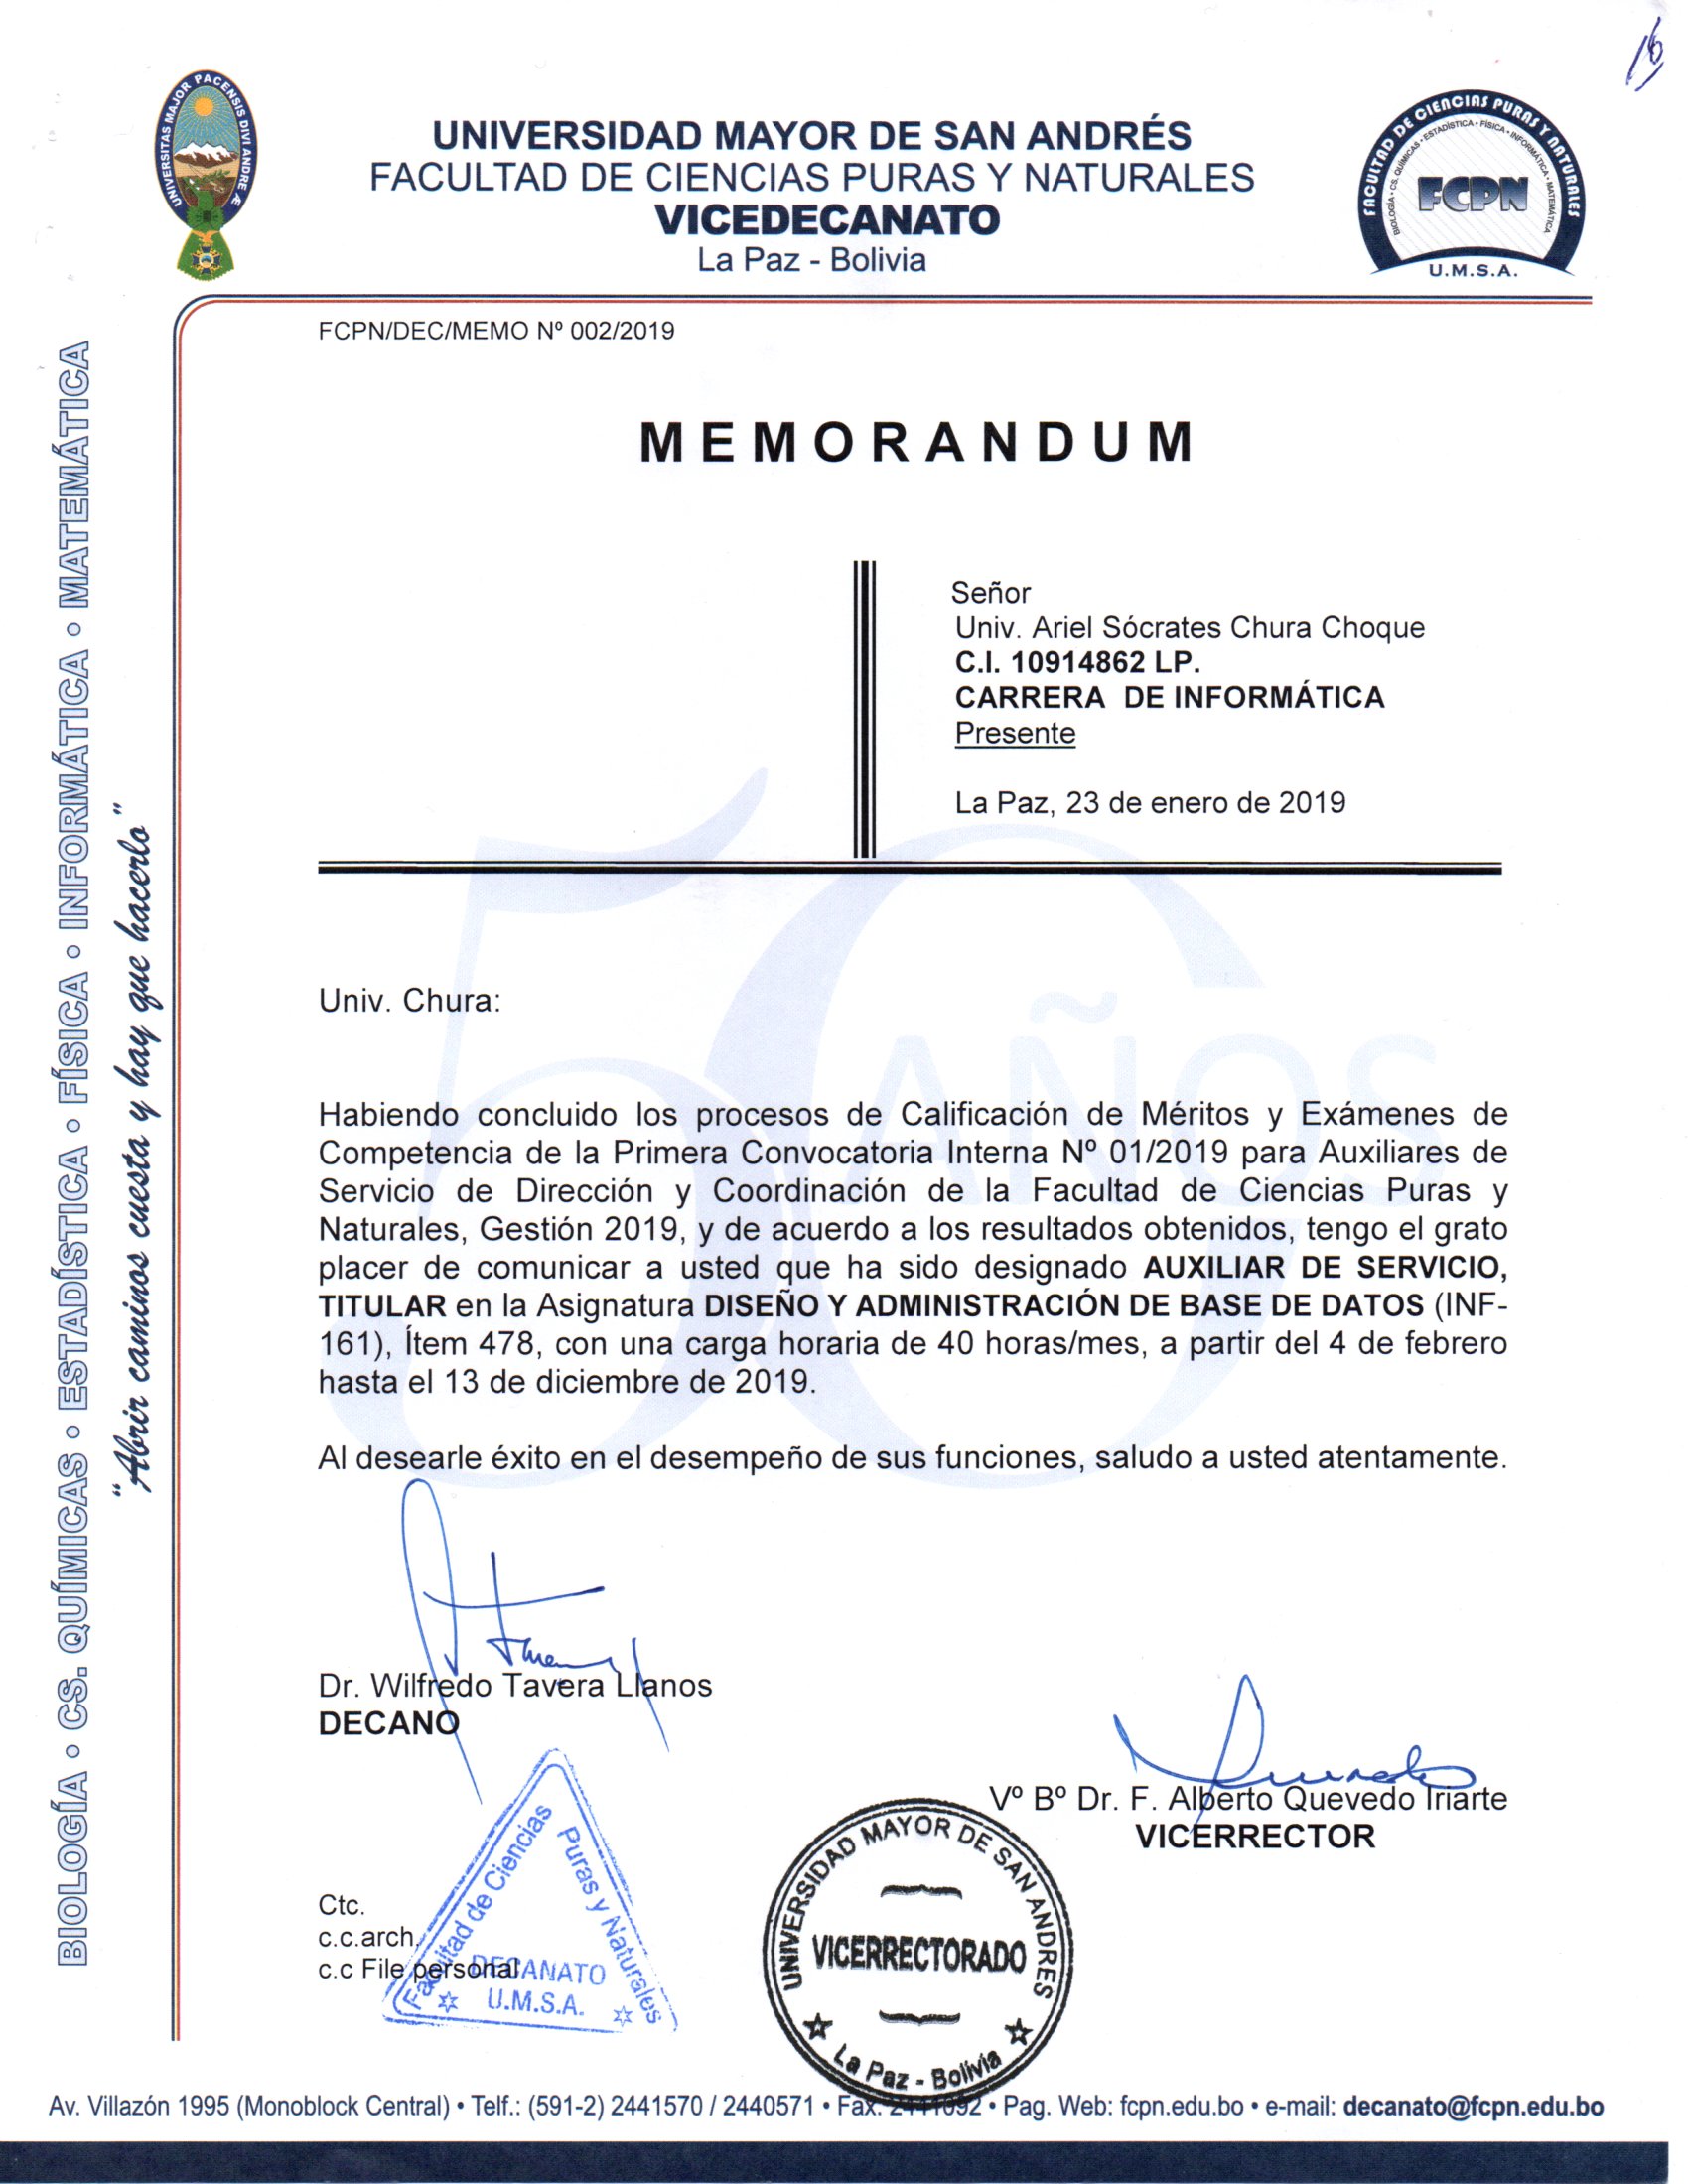 UNIVERSITAS MAJOR PACENSIS DIVI ANDRE Æ
UNIVERSIDAD MAYOR DE SAN ANDRÉS
FACULTAD DE CIENCIAS PURAS Y NATURALES
VICEDECANATO
La Paz - Bolivia
FACULTAD DE CIENCIAS PURAS Y NATURALES
BIOLOGÍA • CS. QUÍMICAS • ESTADÍSTICA • FÍSICA • INFORMÁTICA • MATEMÁTICA
FCPN
U.M.S.A.
BIOLOGÍA • CS. QUÍMICAS • ESTADÍSTICA • FÍSICA • INFORMÁTICA • MATEMÁTICA
“Abrir caminos cuesta y hay que hacerlo”
FCPN/DEC/MEMO Nº 002/2019
MEMORANDUM
Señor
Univ. Ariel Sócrates Chura Choque
C.I. 10914862 LP.
CARRERA DE INFORMÁTICA
Presente
La Paz, 23 de enero de 2019
50 AÑOS
Univ. Chura:
Habiendo concluido los procesos de Calificación de Méritos y Exámenes de
Competencia de la Primera Convocatoria Interna Nº 01/2019 para Auxiliares de
Servicio de Dirección y Coordinación de la Facultad de Ciencias Puras y
Naturales, Gestión 2019, y de acuerdo a los resultados obtenidos, tengo el grato
placer de comunicar a usted que ha sido designado AUXILIAR DE SERVICIO,
TITULAR en la Asignatura DISEÑO Y ADMINISTRACIÓN DE BASE DE DATOS (INF-
161), Ítem 478, con una carga horaria de 40 horas/mes, a partir del 4 de febrero
hasta el 13 de diciembre de 2019.
Al desearle éxito en el desempeño de sus funciones, saludo a usted atentamente.
Dr. Wilfredo Tavera Llanos
DECANO
Vº Bº Dr. F. Alberto Quevedo Iriarte
VICERRECTOR
Ctc.
c.c.arch.
c.c File personal
Facultad de Ciencias Puras y Naturales
DECANATO
U.M.S.A.
UNIVERSIDAD MAYOR DE SAN ANDRES
VICERRECTORADO
La Paz - Bolivia
Av. Villazón 1995 (Monoblock Central) • Telf.: (591-2) 2441570 / 2440571 • Fax: • Pag. Web: fcpn.edu.bo • e-mail: decanato@fcpn.edu.bo